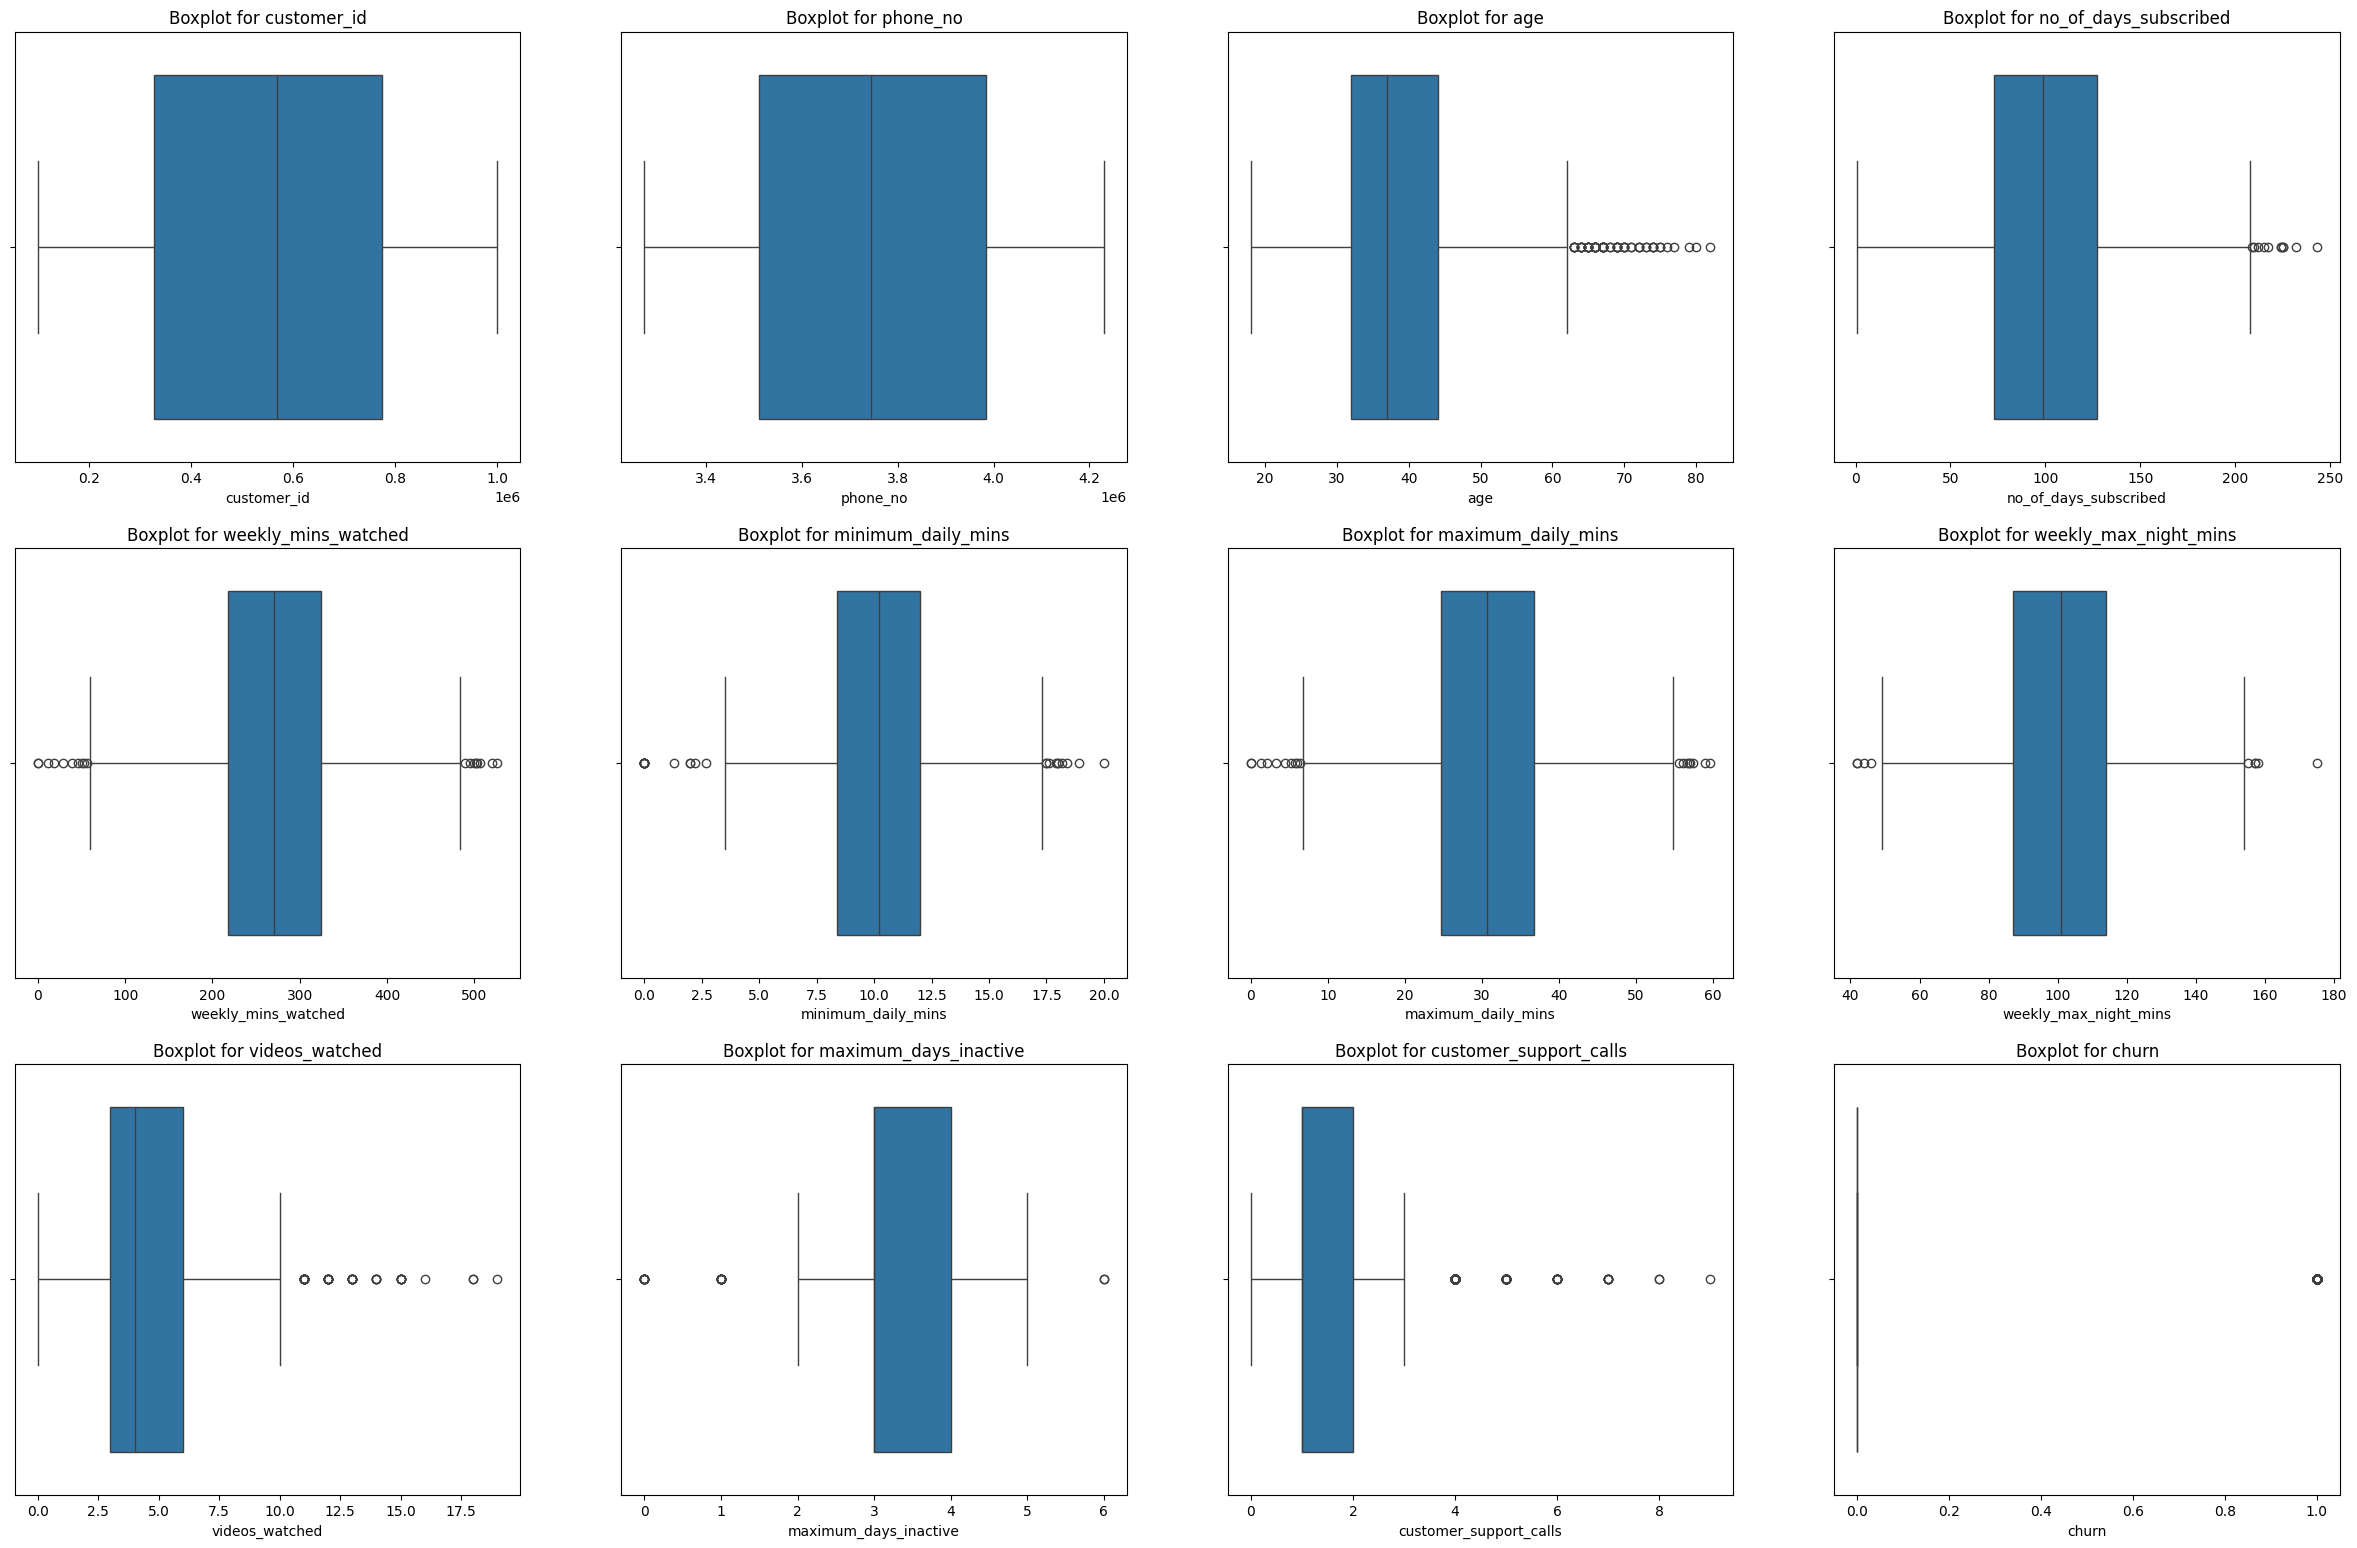 Boxplot for customer_id
Boxplot for phone_no
Boxplot for age
Boxplot for no_of_days_subscribed
0.2 0.4 0.6 0.8 1.0
1e6
customer_id
3.4 3.6 3.8 4.0 4.2
1e6
phone_no
20 30 40 50 60 70 80
age
0 50 100 150 200 250
no_of_days_subscribed
Boxplot for weekly_mins_watched
Boxplot for minimum_daily_mins
Boxplot for maximum_daily_mins
Boxplot for weekly_max_night_mins
0 100 200 300 400 500
weekly_mins_watched
0.0 2.5 5.0 7.5 10.0 12.5 15.0 17.5 20.0
minimum_daily_mins
0 10 20 30 40 50 60
maximum_daily_mins
40 60 80 100 120 140 160 180
weekly_max_night_mins
Boxplot for videos_watched
Boxplot for maximum_days_inactive
Boxplot for customer_support_calls
Boxplot for churn
0.0 2.5 5.0 7.5 10.0 12.5 15.0 17.5
videos_watched
0 1 2 3 4 5 6
maximum_days_inactive
0 2 4 6 8
customer_support_calls
0.0 0.2 0.4 0.6 0.8 1.0
churn